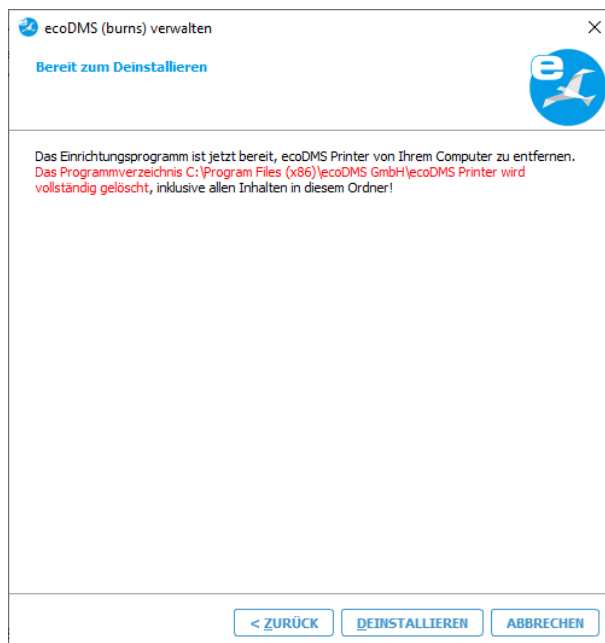 ecoDMS (burns) verwalten
Bereit zum Deinstallieren
e
Das Einrichtungsprogramm ist jetzt bereit, ecoDMS Printer von Ihrem Computer zu entfernen.
Das Programmverzeichnis C:\Program Files (x86)\ecoDMS GmbH\ecoDMS Printer wird
vollständig gelöscht, inklusive allen Inhalten in diesem Ordner!
< ZURÜCK DEINSTALLIEREN ABBRECHEN